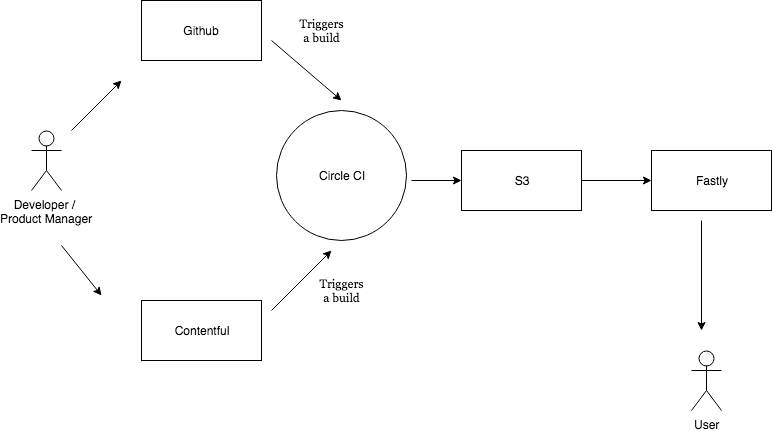 Github
Triggers
a build
Developer /
Product Manager
Circle CI
S3
Fastly
Contentful
Triggers
a build
User